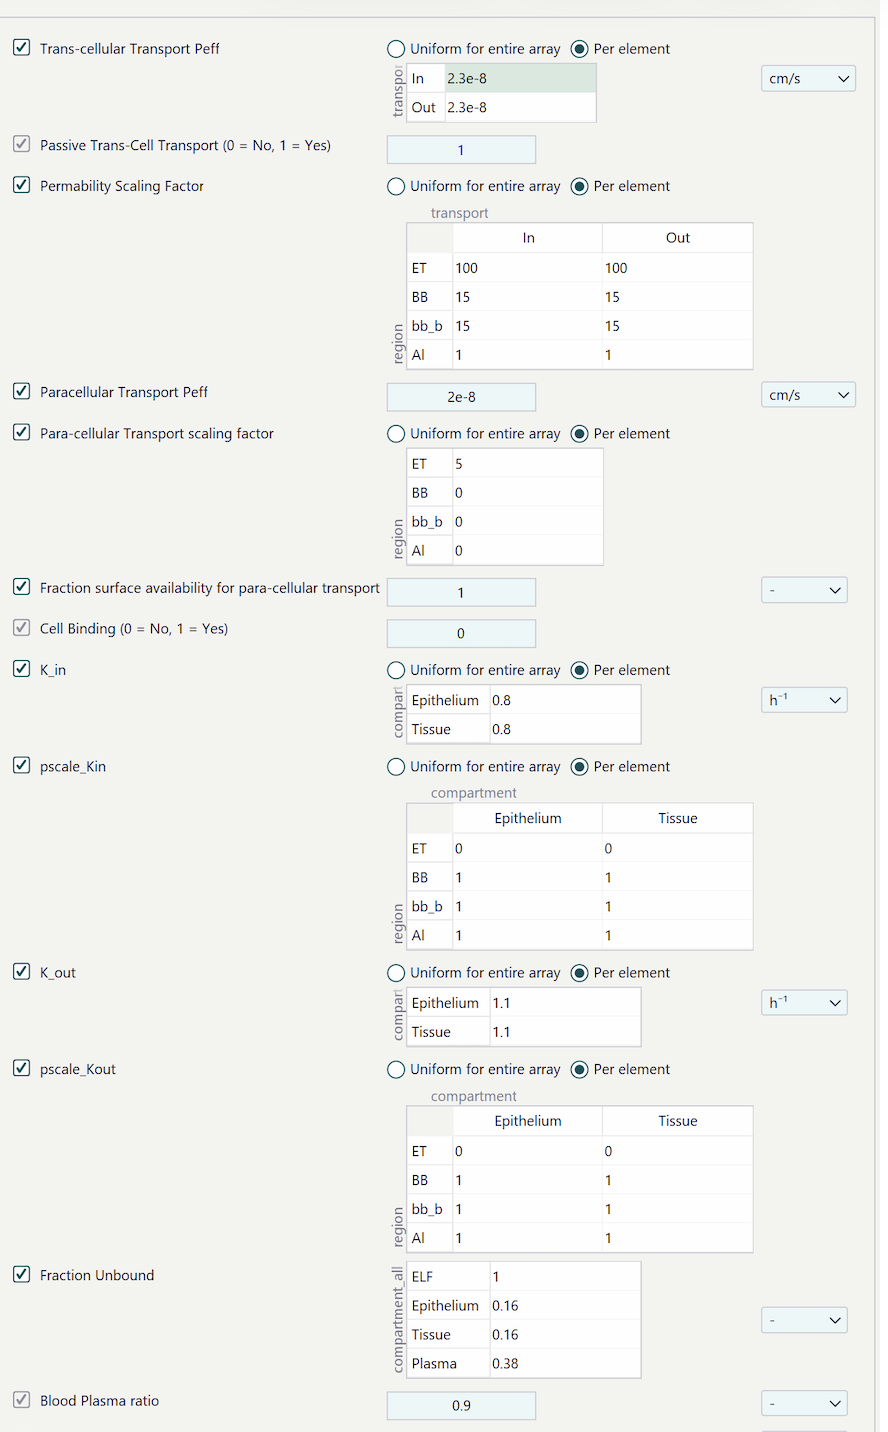 Trans-cellular Transport Peff Uniform for entire array Per element
transpor In 2.3e-8 cm/s
Out 2.3e-8
Passive Trans-Cell Transport (0 = No, 1 = Yes) 1
Permability Scaling Factor Uniform for entire array Per element
transport
In Out
ET 100 100
BB 15 15
bb_b 15 15
region Al 1 1
Paracellular Transport Peff 2e-8 cm/s
Para-cellular Transport scaling factor Uniform for entire array Per element
ET 5
BB 0
bb_b 0
region Al 0
Fraction surface availability for para-cellular transport 1 -
Cell Binding (0 = No, 1 = Yes) 0
K_in Uniform for entire array Per element
compart Epithelium 0.8 h⁻¹
Tissue 0.8
pscale_Kin Uniform for entire array Per element
compartment
Epithelium Tissue
ET 0 0
BB 1 1
bb_b 1 1
region Al 1 1
K_out Uniform for entire array Per element
compart Epithelium 1.1 h⁻¹
Tissue 1.1
pscale_Kout Uniform for entire array Per element
compartment
Epithelium Tissue
ET 0 0
BB 1 1
bb_b 1 1
region Al 1 1
Fraction Unbound compartment_all ELF 1
Epithelium 0.16 -
Tissue 0.16
Plasma 0.38
Blood Plasma ratio 0.9 -